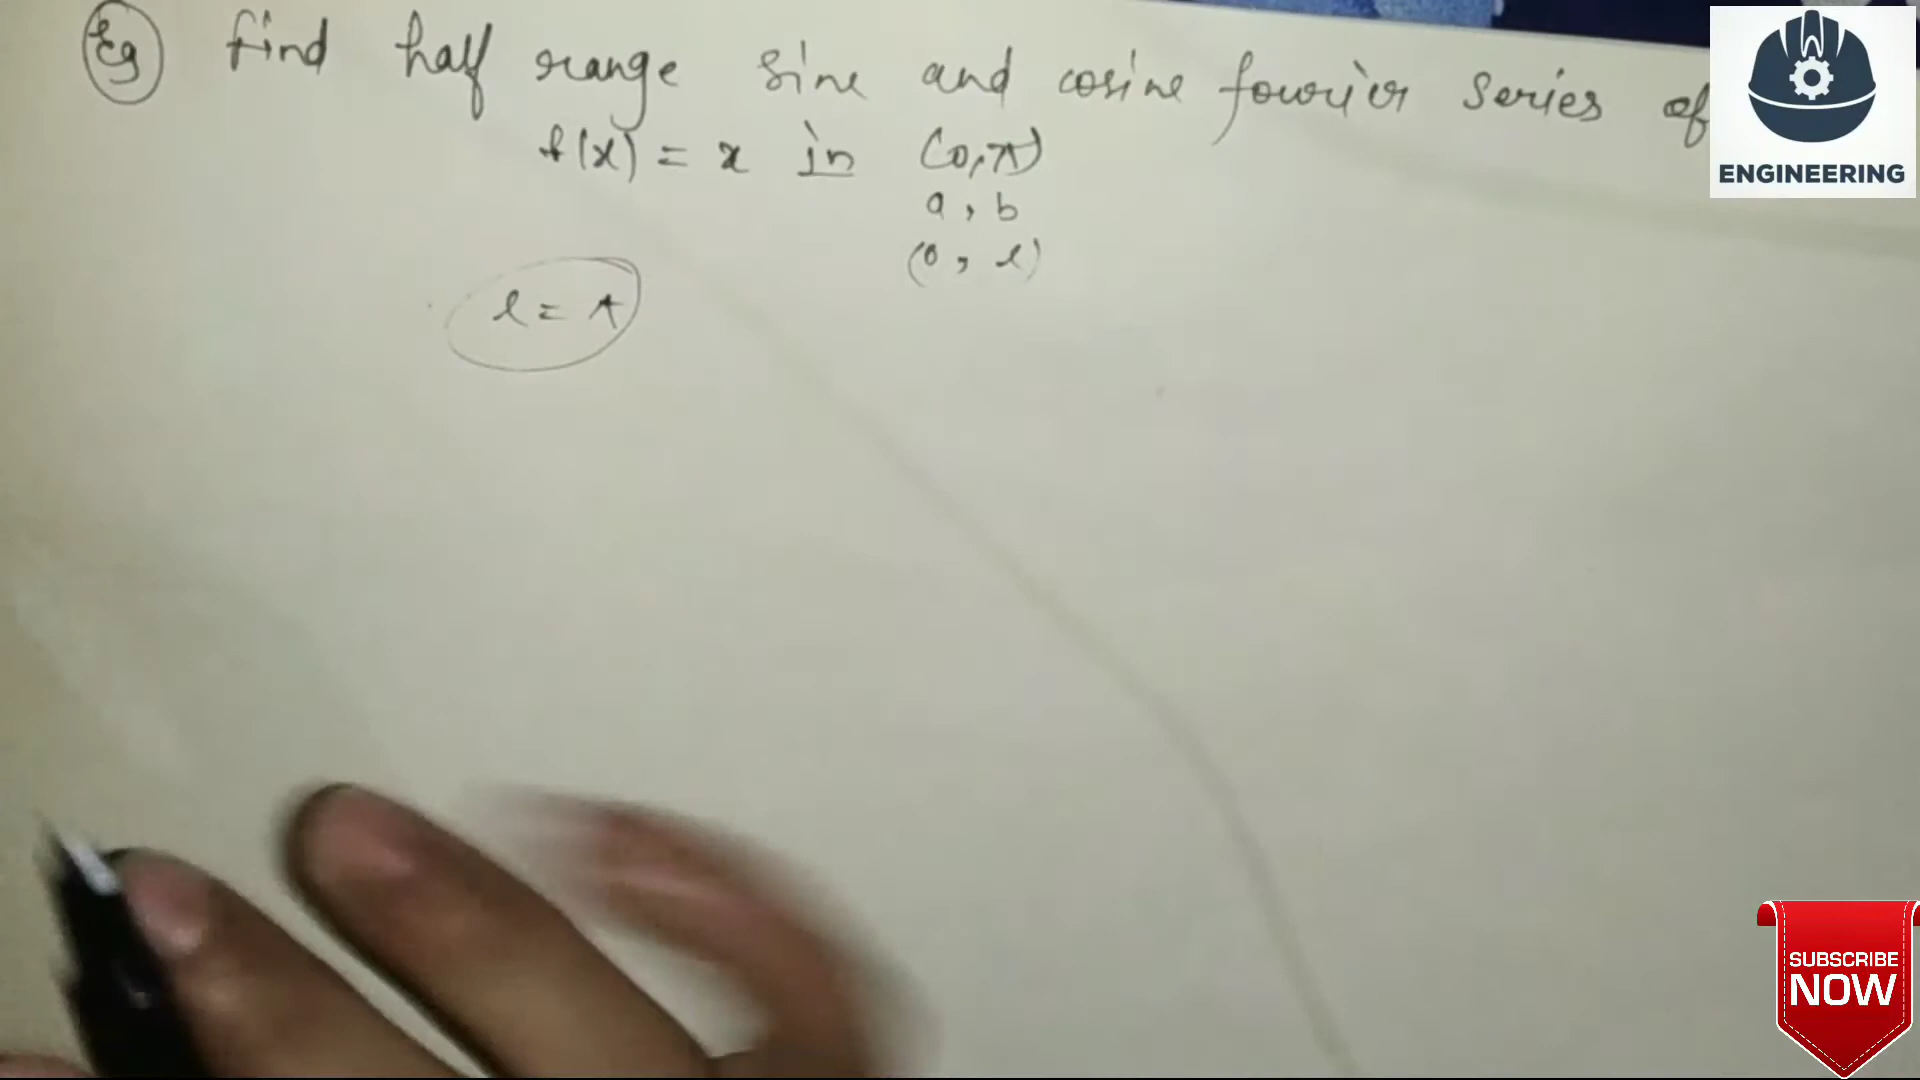 Eg find half range sine and cosine fourier series of
f(x) = x in (0,π)
a, b
(0, l)
l = π
ENGINEERING
SUBSCRIBE
NOW